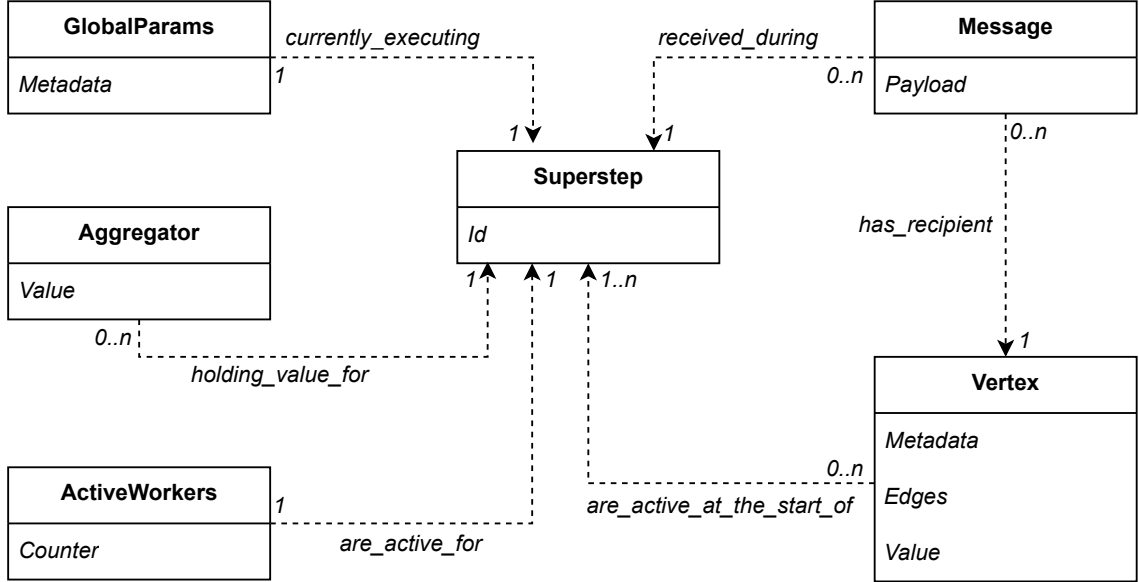 GlobalParams
Metadata
currently_executing
1
1
received_during
0..n
1
Message
Payload
0..n
Superstep
Id
1
1
1..n
Aggregator
Value
0..n
holding_value_for
has_recipient
1
Vertex
Metadata
Edges
Value
0..n
are_active_at_the_start_of
ActiveWorkers
Counter
1
are_active_for